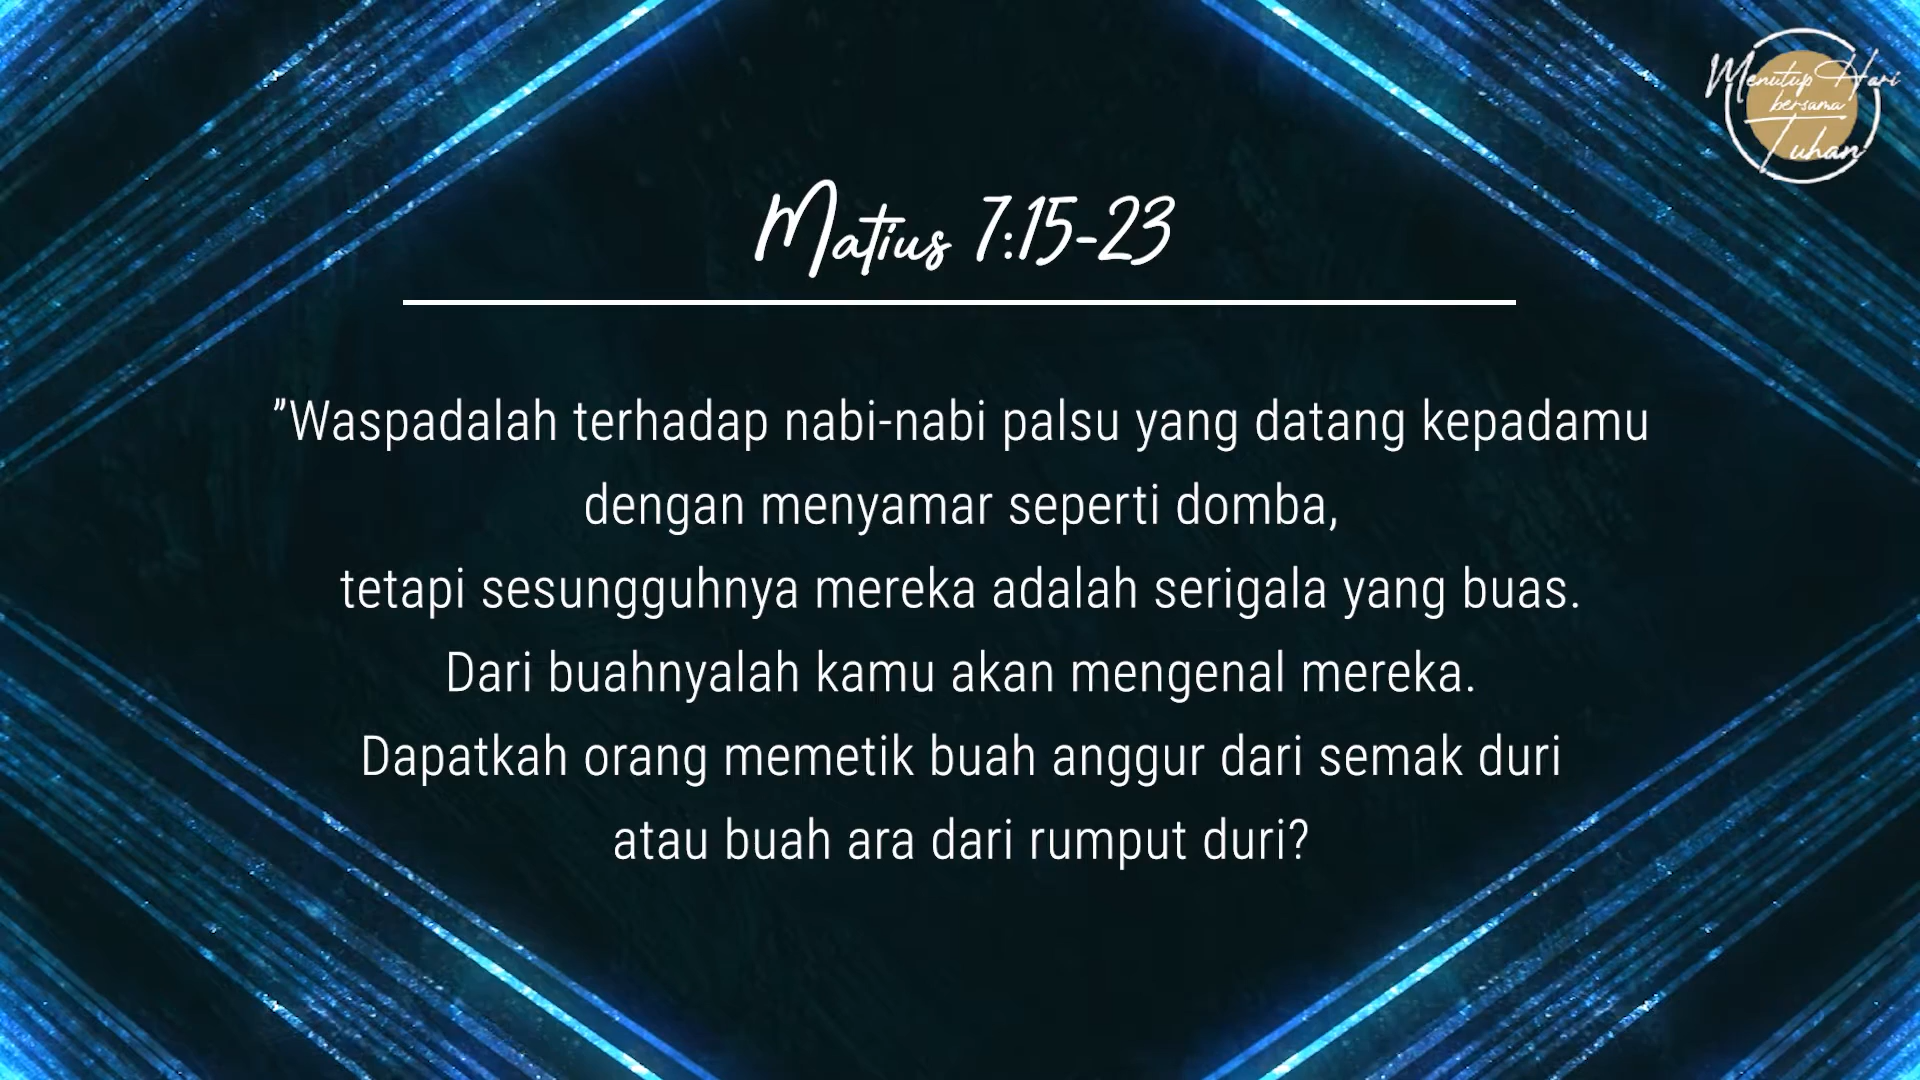 Menutup Hari
bersama
Tuhan
Matius 7:15-23
"Waspadalah terhadap nabi-nabi palsu yang datang kepadamu
dengan menyamar seperti domba,
tetapi sesungguhnya mereka adalah serigala yang buas.
Dari buahnyalah kamu akan mengenal mereka.
Dapatkah orang memetik buah anggur dari semak duri
atau buah ara dari rumput duri?